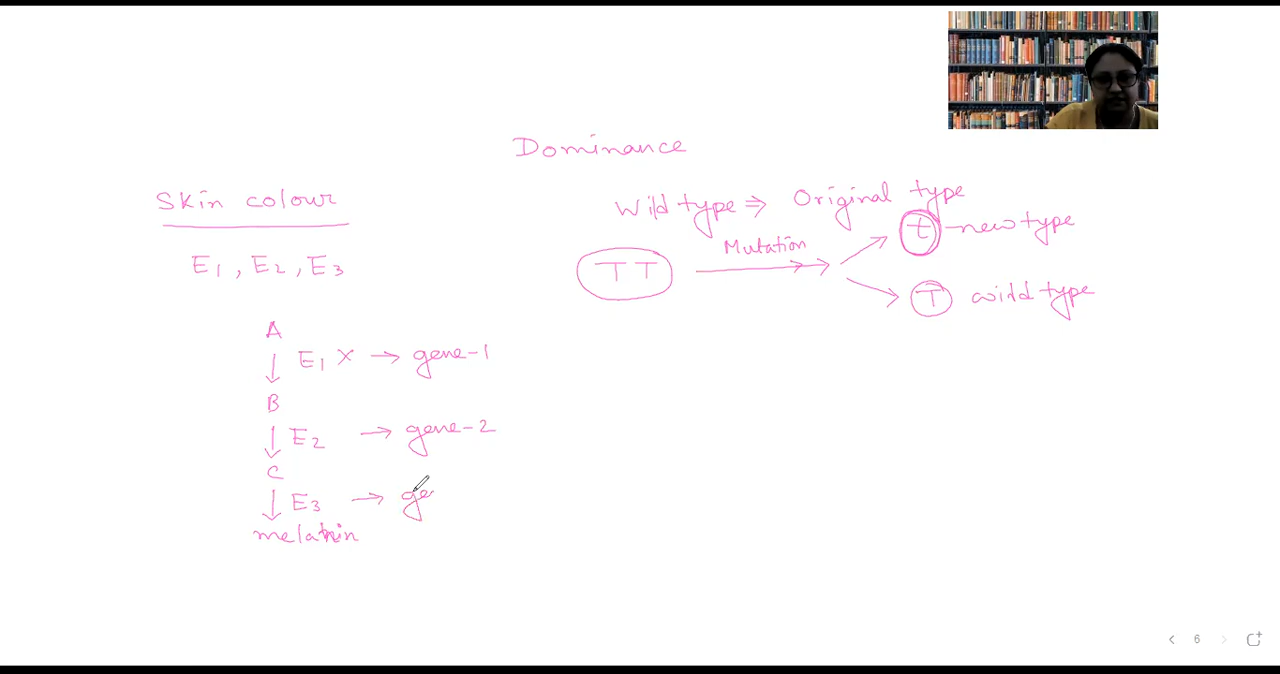 Dominance
Skin colour
E1, E2, E3
A
E1 X → gene-1
B
E2 → gene-2
C
E3 → ge
Wild type ⇒ Original type
TT Mutation
t - new type
T wild type
6